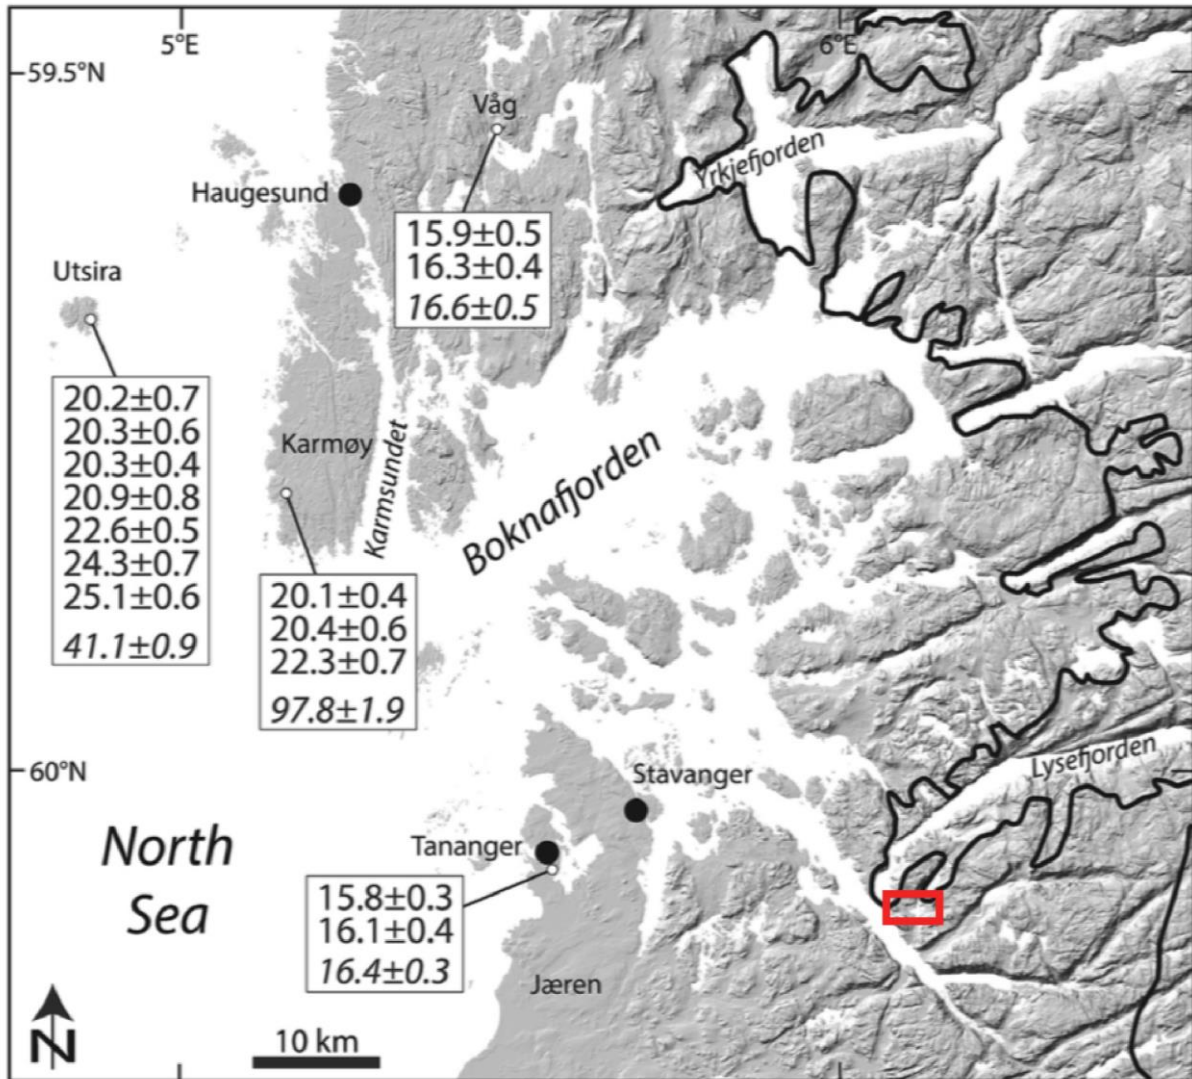 5°E
6°E
59.5°N
Våg
Yrkjefjorden
Haugesund
15.9±0.5
16.3±0.4
16.6±0.5
Utsira
20.2±0.7
20.3±0.6
20.3±0.4
20.9±0.8
22.6±0.5
24.3±0.7
25.1±0.6
41.1±0.9
Karmøy
Karmsundet
Boknafjorden
20.1±0.4
20.4±0.6
22.3±0.7
97.8±1.9
60°N
Lysefjorden
Stavanger
North
Sea
Tananger
15.8±0.3
16.1±0.4
16.4±0.3
Jæren
N
10 km